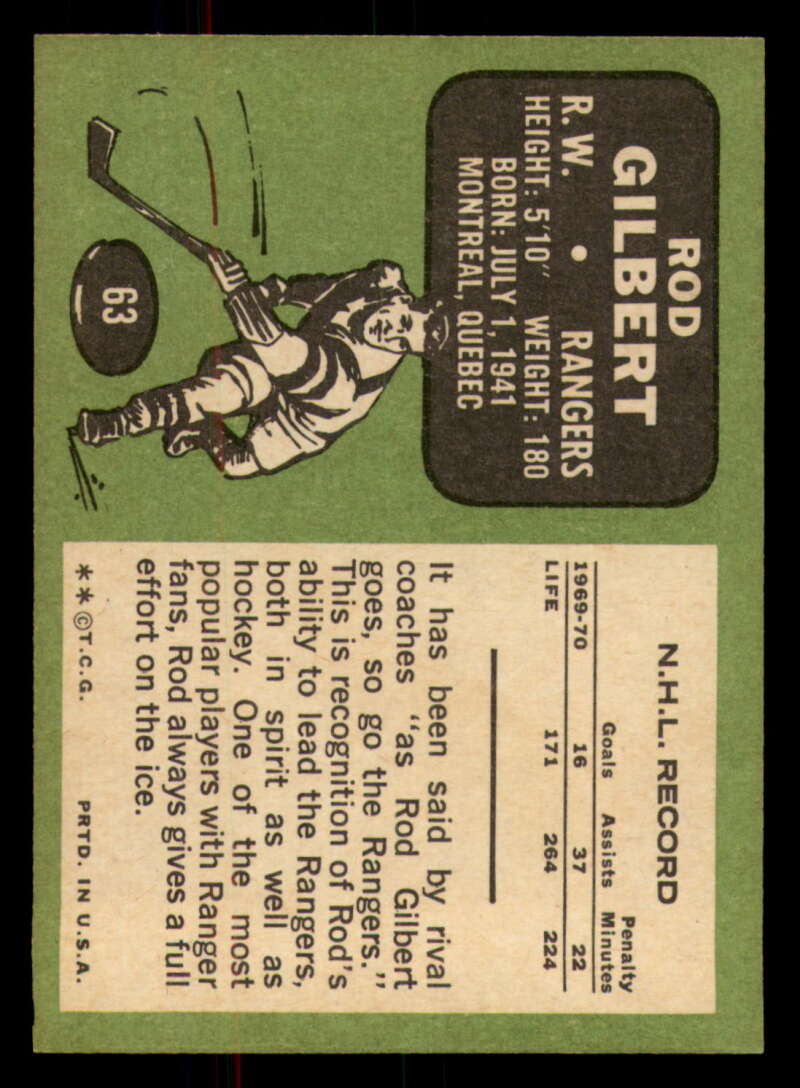 ROD
GILBERT
R.W. • RANGERS
HEIGHT: 5'10" WEIGHT: 180
BORN: JULY 1, 1941
MONTREAL, QUEBEC
63
N.H.L. RECORD
Goals Assists Penalty Minutes
1969-70 16 37 22
LIFE 171 264 224
It has been said by rival
coaches "as Rod Gilbert
goes, so go the Rangers."
This is recognition of Rod's
ability to lead the Rangers,
both in spirit as well as
hockey. One of the most
popular players with Ranger
fans, Rod always gives a full
effort on the ice.
**©T.C.G. PRTD. IN U.S.A.